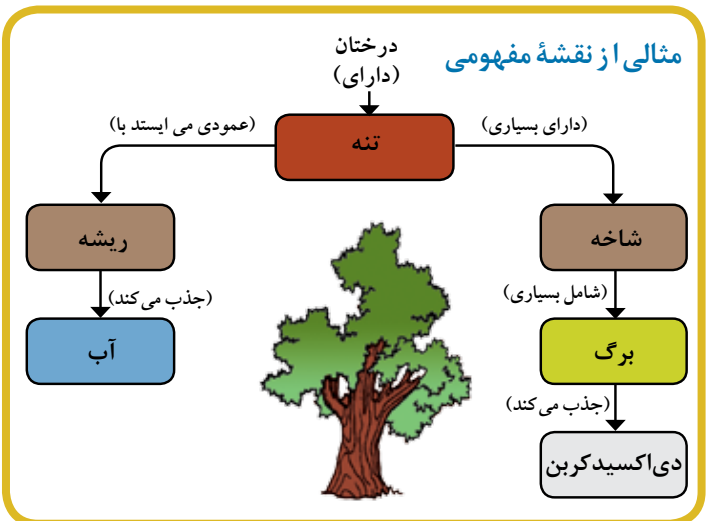 مثالی از نقشهٔ مفهومی
درختان
(دارای)
تنه
(دارای بسیاری)
(عمودی می ایستد با)
شاخه
ریشه
(شامل بسیاری)
(جذب می‌کند)
برگ
آب
(جذب می‌کند)
دی‌اکسیدکربن